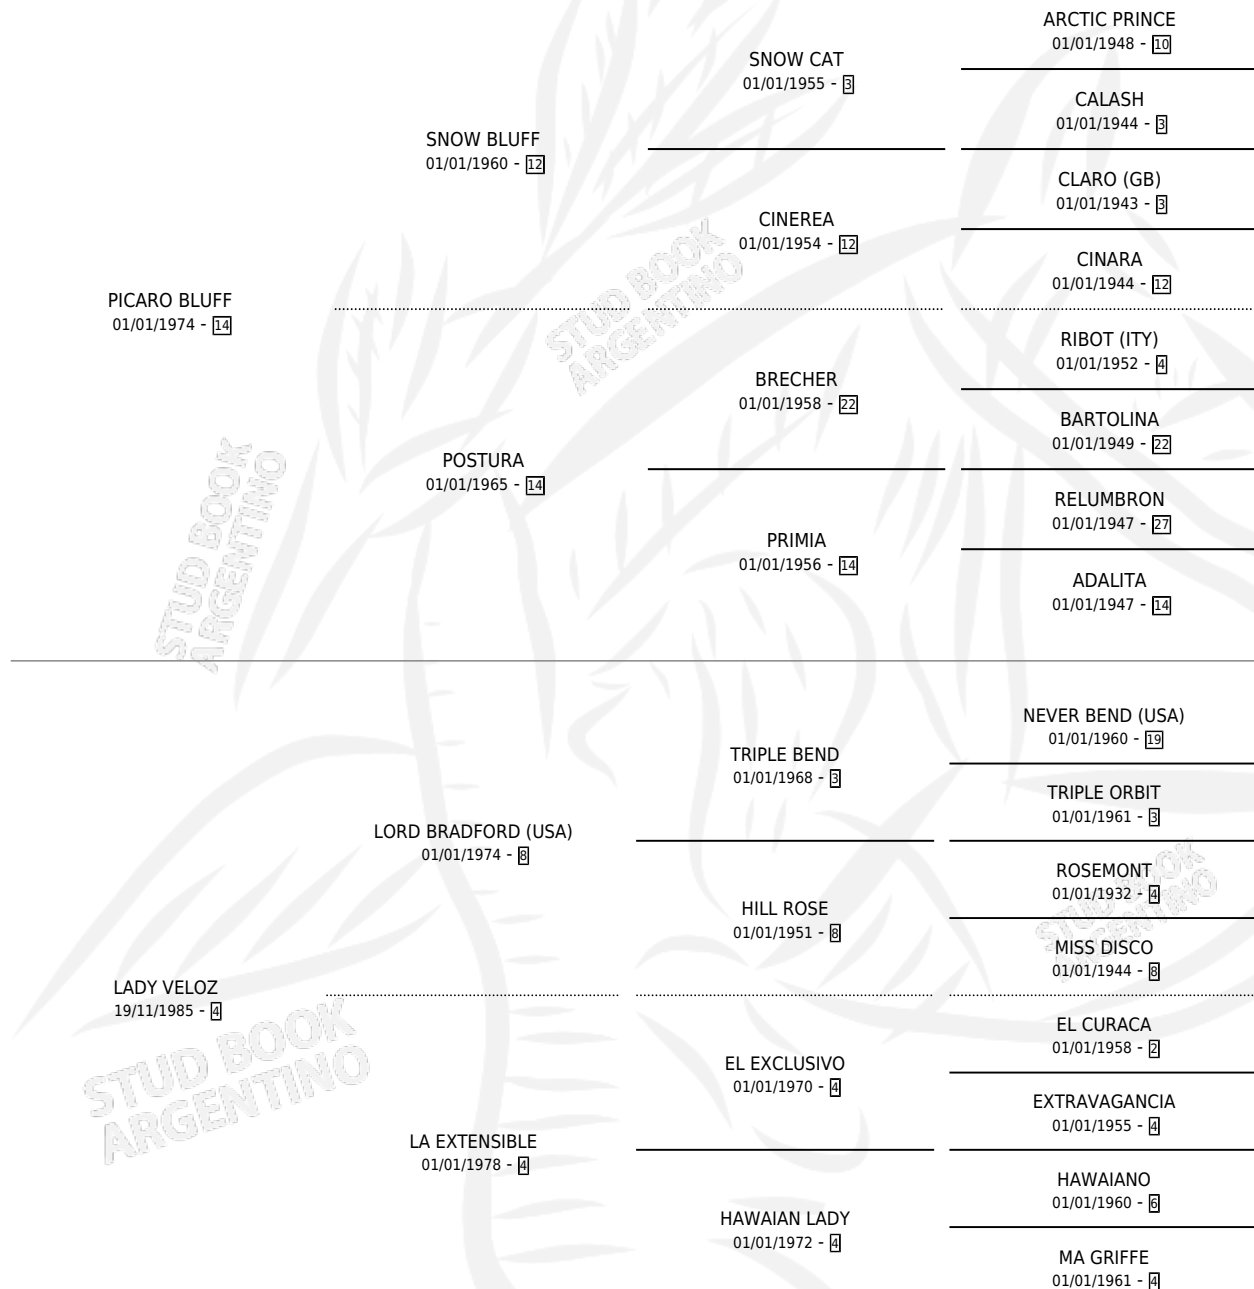 ARCTIC PRINCE
01/01/1948 - 10
SNOW CAT
01/01/1955 - 3
CALASH
01/01/1944 - 3
SNOW BLUFF
01/01/1960 - 12
CLARO (GB)
01/01/1943 - 3
CINEREA
01/01/1954 - 12
CINARA
01/01/1944 - 12
PICARO BLUFF
01/01/1974 - 14
STUD BOOK
ARGENTINO
RIBOT (ITY)
01/01/1952 - 4
BRECHER
01/01/1958 - 22
BARTOLINA
01/01/1949 - 22
POSTURA
01/01/1965 - 14
RELUMBRON
01/01/1947 - 27
PRIMIA
01/01/1956 - 14
ADALITA
01/01/1947 - 14
STUD BOOK
ARGENTINO
NEVER BEND (USA)
01/01/1960 - 19
TRIPLE BEND
01/01/1968 - 3
TRIPLE ORBIT
01/01/1961 - 3
LORD BRADFORD (USA)
01/01/1974 - 8
ROSEMONT
01/01/1932 - 4
HILL ROSE
01/01/1951 - 8
MISS DISCO
01/01/1944 - 8
STUD BOOK
ARGENTINO
LADY VELOZ
19/11/1985 - 4
STUD BOOK
ARGENTINO
EL CURACA
01/01/1958 - 2
EL EXCLUSIVO
01/01/1970 - 4
EXTRAVAGANCIA
01/01/1955 - 4
LA EXTENSIBLE
01/01/1978 - 4
HAWAIANO
01/01/1960 - 6
HAWAIAN LADY
01/01/1972 - 4
MA GRIFFE
01/01/1961 - 4